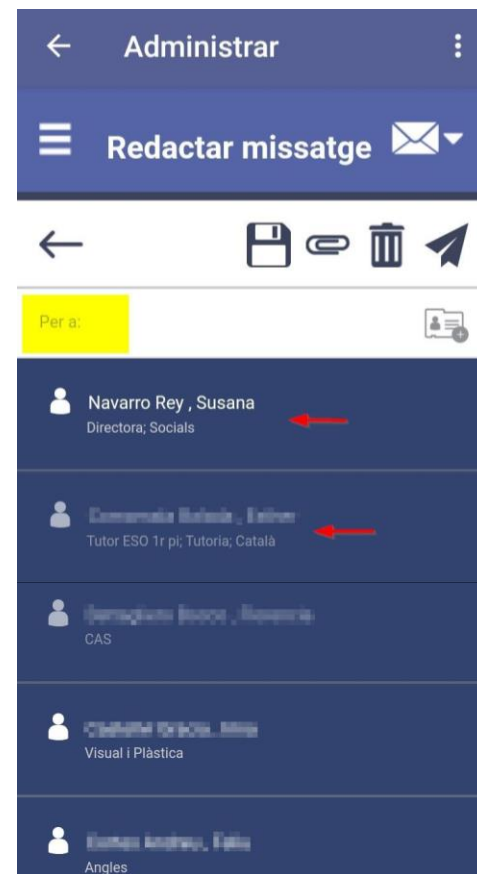 Administrar
Redactar missatge
Per a:
Navarro Rey , Susana
Directora; Socials
Tutor ESO 1r pi; Tutoria; Català
CAS
Visual i Plàstica
Angles